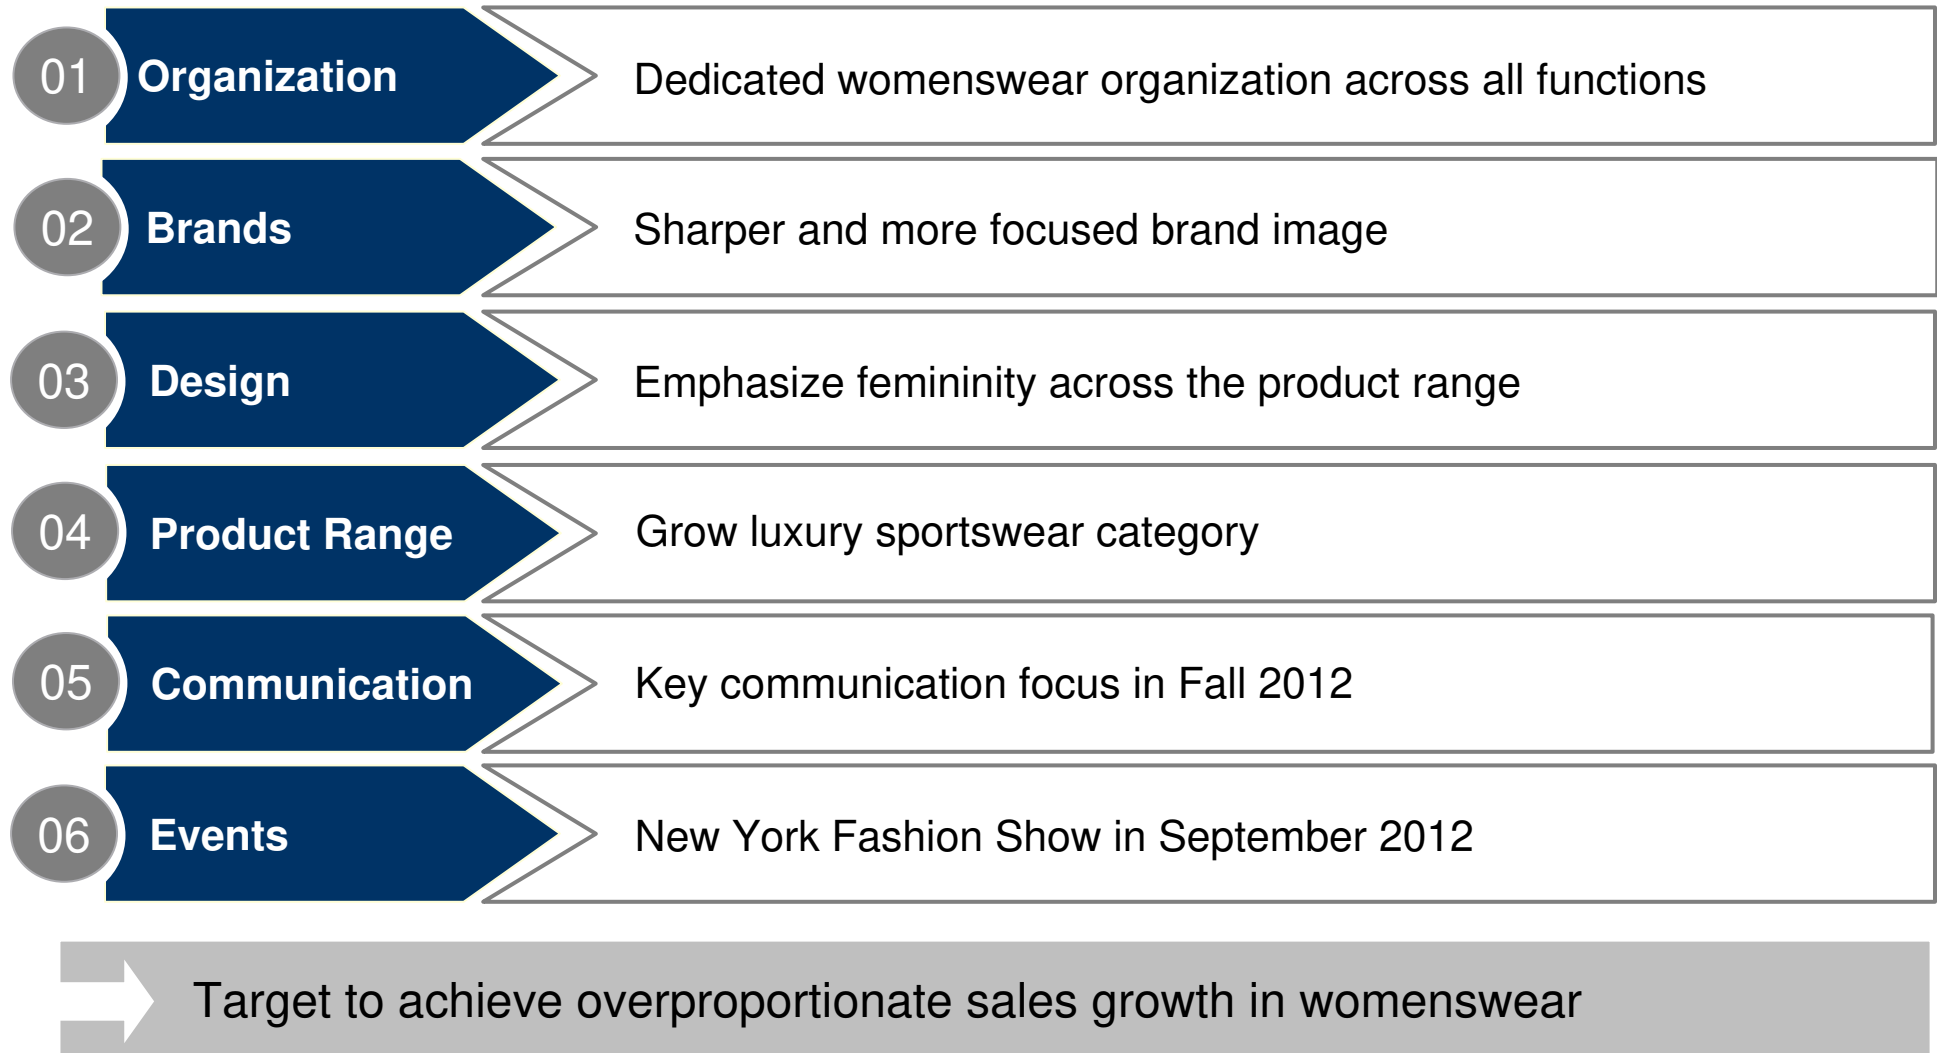 01 Organization Dedicated womenswear organization across all functions
02 Brands Sharper and more focused brand image
03 Design Emphasize femininity across the product range
04 Product Range Grow luxury sportswear category
05 Communication Key communication focus in Fall 2012
06 Events New York Fashion Show in September 2012
Target to achieve overproportionate sales growth in womenswear